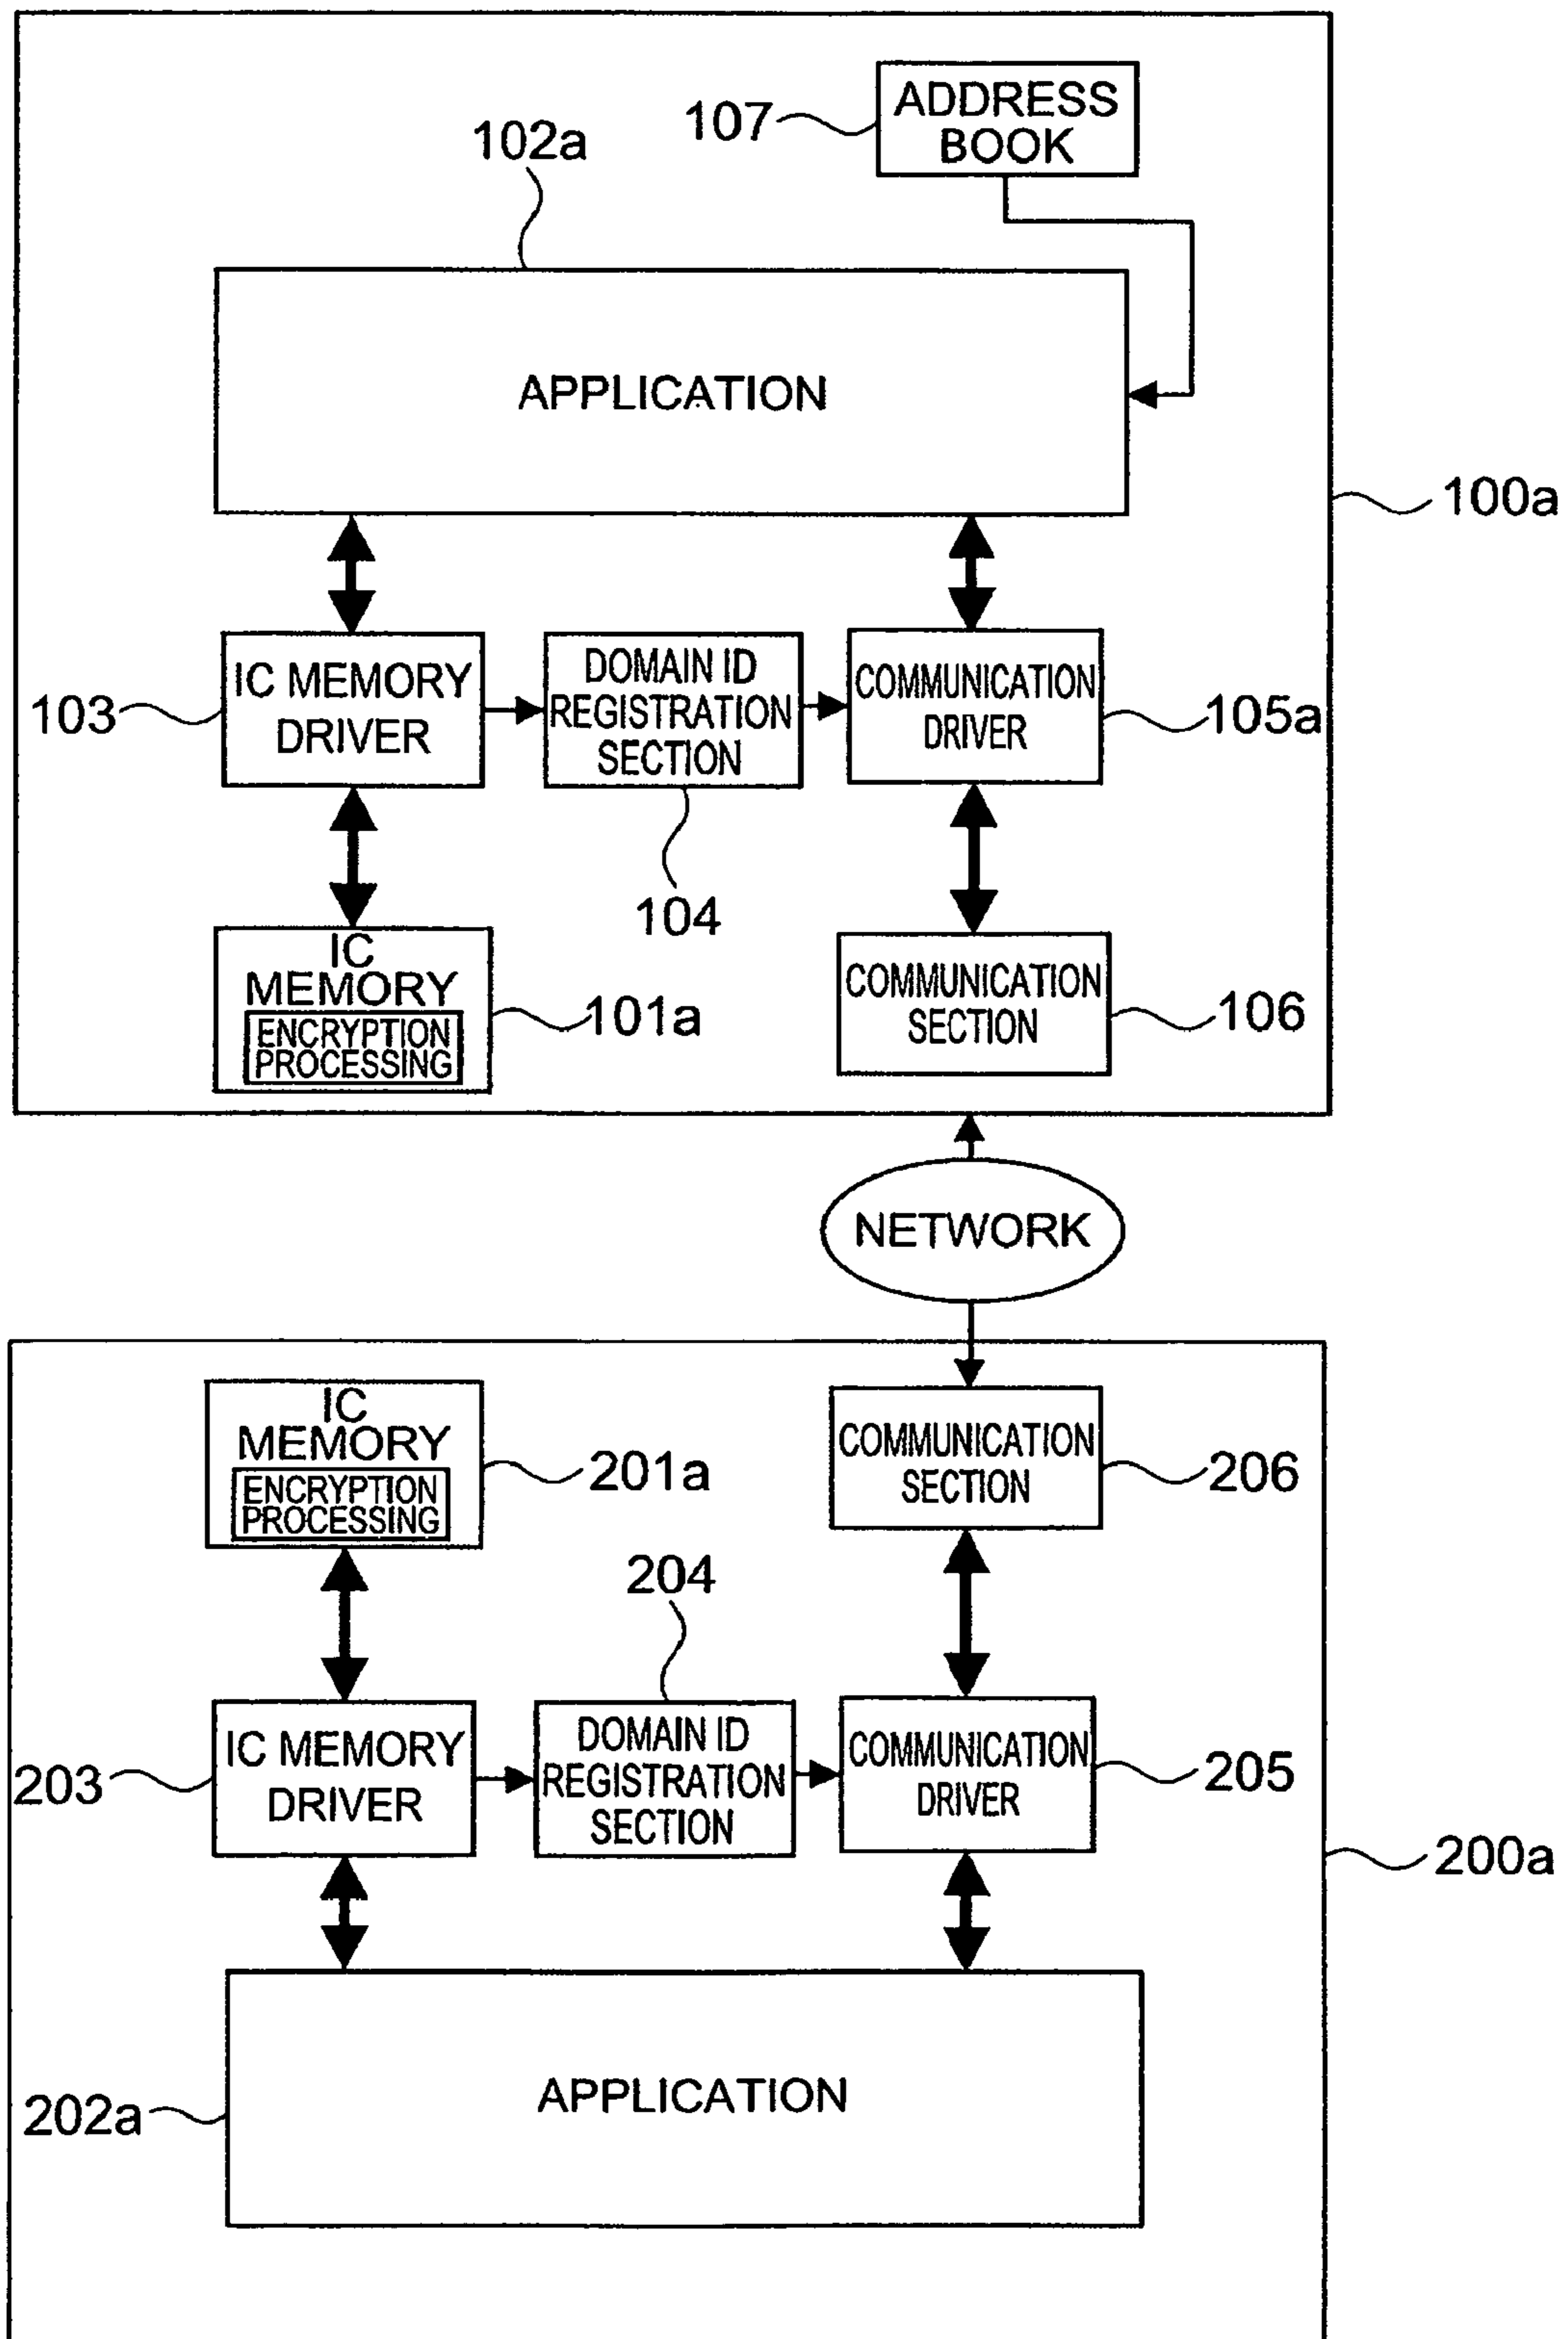 ADDRESS
BOOK
107
102a
APPLICATION
100a
IC MEMORY
DRIVER
103
DOMAIN ID
REGISTRATION
SECTION
104
COMMUNICATION
DRIVER
105a
IC
MEMORY
ENCRYPTION
PROCESSING
101a
COMMUNICATION
SECTION
106
NETWORK
IC
MEMORY
ENCRYPTION
PROCESSING
201a
COMMUNICATION
SECTION
206
204
IC MEMORY
DRIVER
203
DOMAIN ID
REGISTRATION
SECTION
COMMUNICATION
DRIVER
205
200a
APPLICATION
202a